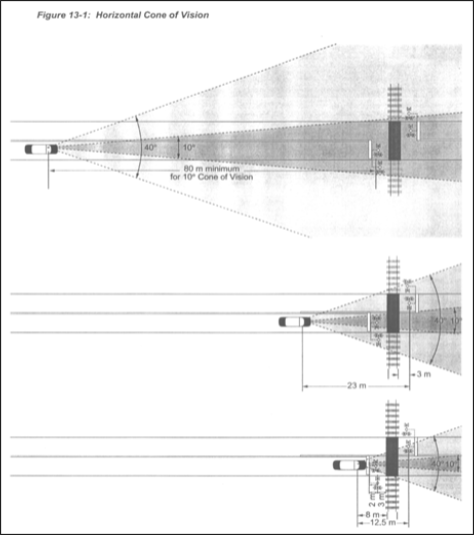 Figure 13-1: Horizontal Cone of Vision
40°
10°
80 m minimum
for 10° Cone of Vision
40°
10°
3 m
23 m
40°
10°
2 m
3 m
8 m
12.5 m